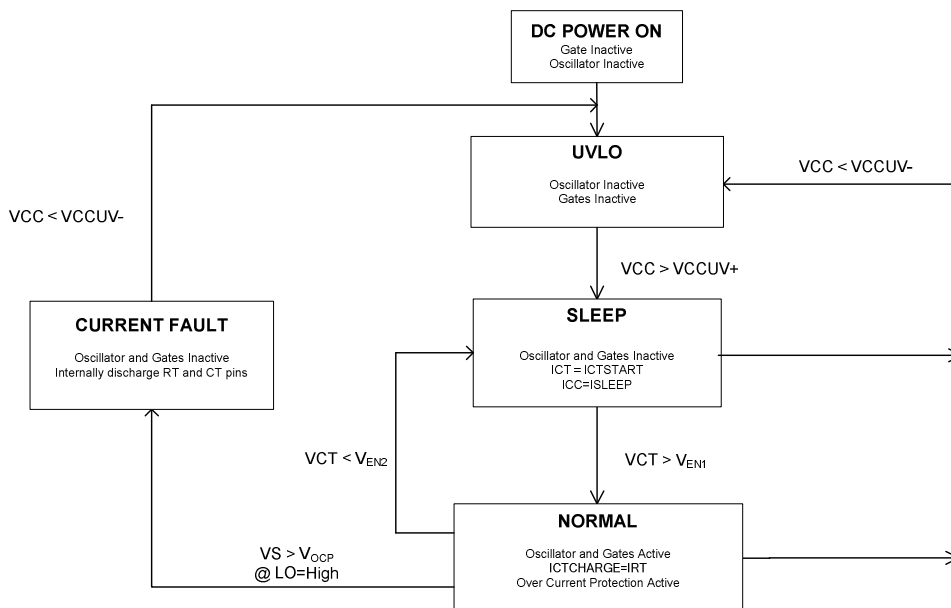 DC POWER ON
Gate Inactive
Oscillator Inactive
UVLO
Oscillator Inactive
Gates Inactive
VCC < VCCUV-
VCC < VCCUV-
VCC > VCCUV+
CURRENT FAULT
Oscillator and Gates Inactive
Internally discharge RT and CT pins
SLEEP
Oscillator and Gates Inactive
ICT = ICTSTART
ICC=ISLEEP
VCT < VEN2
VCT > VEN1
VS > VOCP
@ LO=High
NORMAL
Oscillator and Gates Active
ICTCHARGE=IRT
Over Current Protection Active